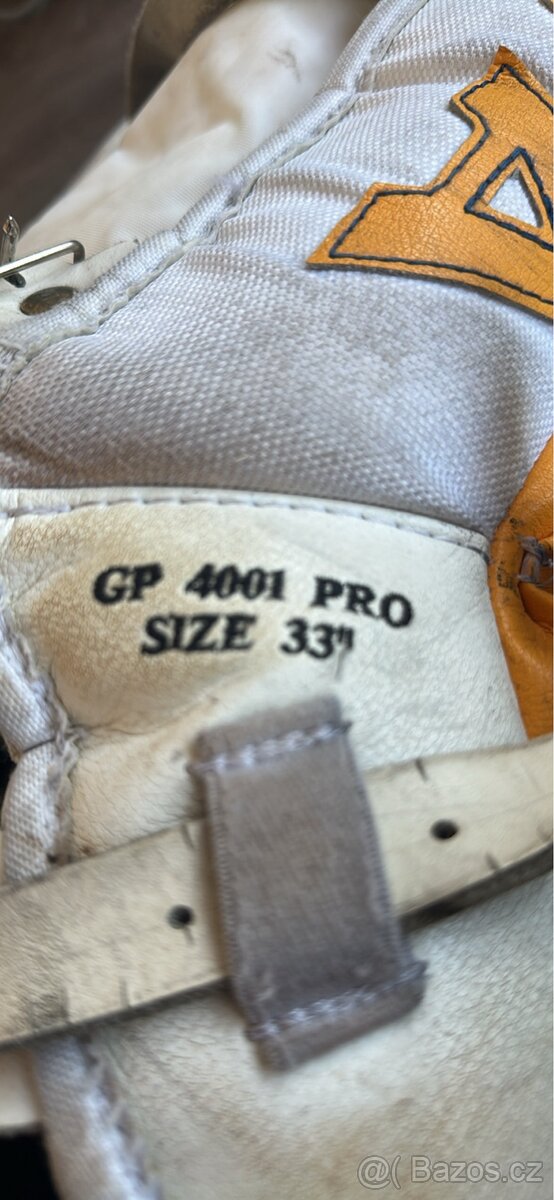 GP 4001 PRO
SIZE 33"
@( Bazos.cz